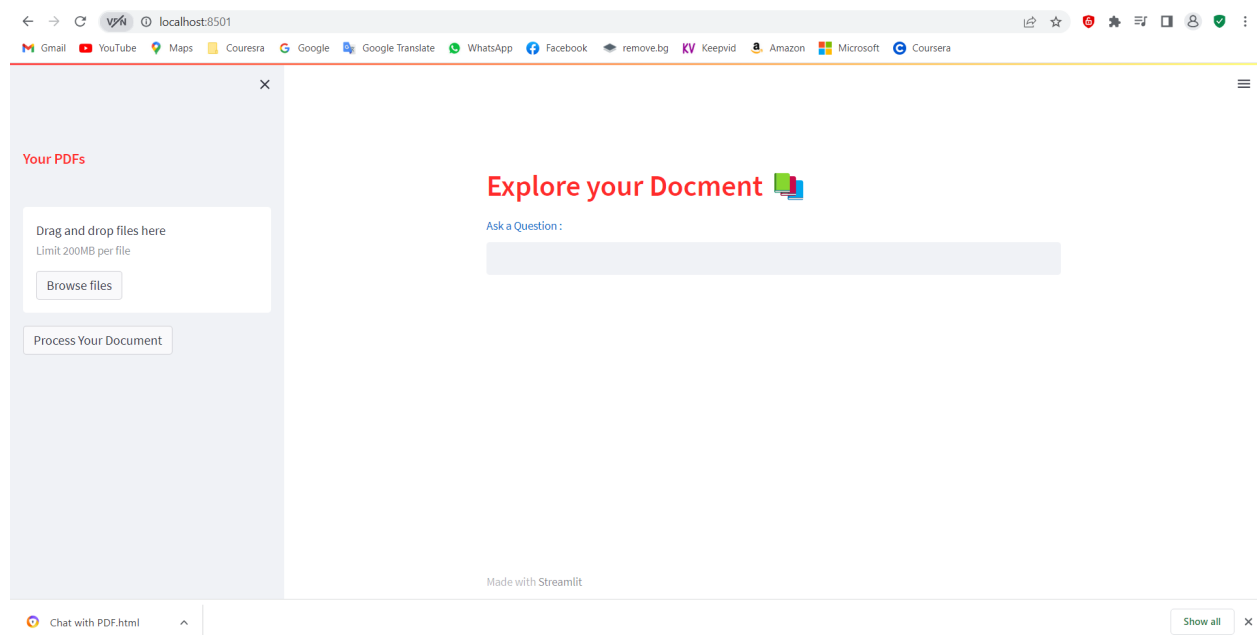 VPN localhost:8501
Gmail YouTube Maps Couresra Google Google Translate WhatsApp Facebook remove.bg KV Keepvid a Amazon Microsoft C Coursera
Your PDFs
Drag and drop files here
Limit 200MB per file
Browse files
Process Your Document
Explore your Docment
Ask a Question :
Made with Streamlit
Chat with PDF.html
Show all